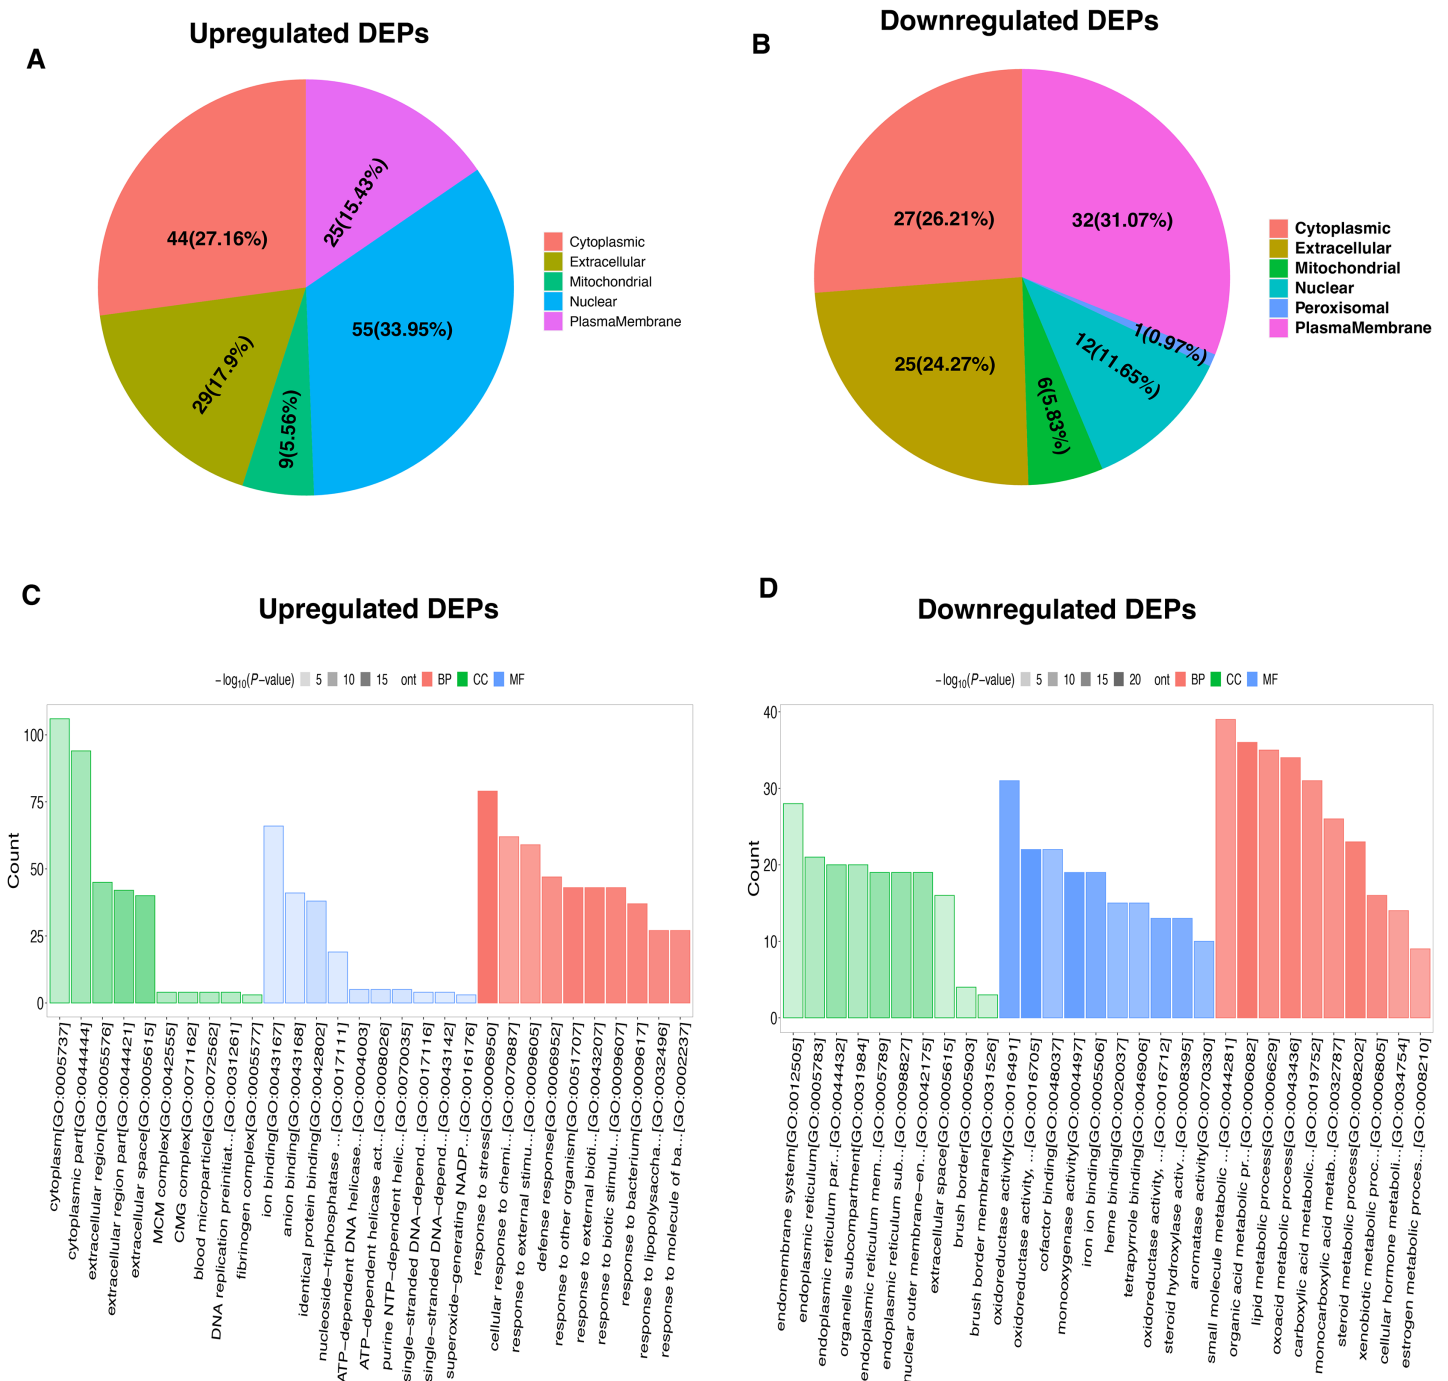 Upregulated DEPs
A
25(15.43%)
44(27.16%)
55(33.95%)
29(17.9%)
9(5.56%)
Cytoplasmic
Extracellular
Mitochondrial
Nuclear
PlasmaMembrane
Downregulated DEPs
B
27(26.21%)
32(31.07%)
1(0.97%)
12(11.65%)
25(24.27%)
6(5.83%)
Cytoplasmic
Extracellular
Mitochondrial
Nuclear
Peroxisomal
PlasmaMembrane
C
Upregulated DEPs
−log10(P−value) 5 10 15 ont BP CC MF
Count
100
75
50
25
0
cytoplasm[GO:0005737]
cytoplasmic part[GO:0044444]
extracellular region[GO:0005576]
extracellular region part[GO:0044421]
extracellular space[GO:0005615]
MCM complex[GO:0042555]
CMG complex[GO:0071162]
blood microparticle[GO:0072562]
DNA replication preinitiat...[GO:0031261]
fibrinogen complex[GO:0005577]
ion binding[GO:0043167]
anion binding[GO:0043168]
identical protein binding[GO:0042802]
nucleoside−triphosphatase ...[GO:0017111]
ATP−dependent DNA helicase...[GO:0004003]
ATP−dependent helicase act...[GO:0008026]
purine NTP−dependent helic...[GO:0070035]
single−stranded DNA−depend...[GO:0017116]
single−stranded DNA−depend...[GO:0043142]
superoxide−generating NADP...[GO:0016176]
response to stress[GO:0006950]
cellular response to chemi...[GO:0070887]
response to external stimu...[GO:0009605]
defense response[GO:0006952]
response to other organism[GO:0051707]
response to external bioti...[GO:0043207]
response to biotic stimulu...[GO:0009607]
response to bacterium[GO:0009617]
response to lipopolysaccha...[GO:0032496]
response to molecule of ba...[GO:0002237]
D
Downregulated DEPs
−log10(P−value) 5 10 15 20 ont BP CC MF
Count
40
30
20
10
0
endomembrane system[GO:0012505]
endoplasmic reticulum[GO:0005783]
endoplasmic reticulum par...[GO:0044432]
organelle subcompartment[GO:0031984]
endoplasmic reticulum mem...[GO:0005789]
endoplasmic reticulum sub...[GO:0098827]
nuclear outer membrane−en...[GO:0042175]
extracellular space[GO:0005615]
brush border[GO:0005903]
brush border membrane[GO:0031526]
oxidoreductase activity[GO:0016491]
oxidoreductase activity, ...[GO:0016705]
cofactor binding[GO:0048037]
monooxygenase activity[GO:0004497]
iron ion binding[GO:0005506]
heme binding[GO:0020037]
tetrapyrrole binding[GO:0046906]
oxidoreductase activity, ...[GO:0016712]
steroid hydroxylase activ...[GO:0008395]
aromatase activity[GO:0070330]
small molecule metabolic ...[GO:0044281]
organic acid metabolic pr...[GO:0006082]
lipid metabolic process[GO:0006629]
oxoacid metabolic process[GO:0043436]
carboxylic acid metabolic...[GO:0019752]
monocarboxylic acid metab...[GO:0032787]
steroid metabolic process[GO:0008202]
xenobiotic metabolic proc...[GO:0006805]
cellular hormone metaboli...[GO:0034754]
estrogen metabolic proces...[GO:0008210]